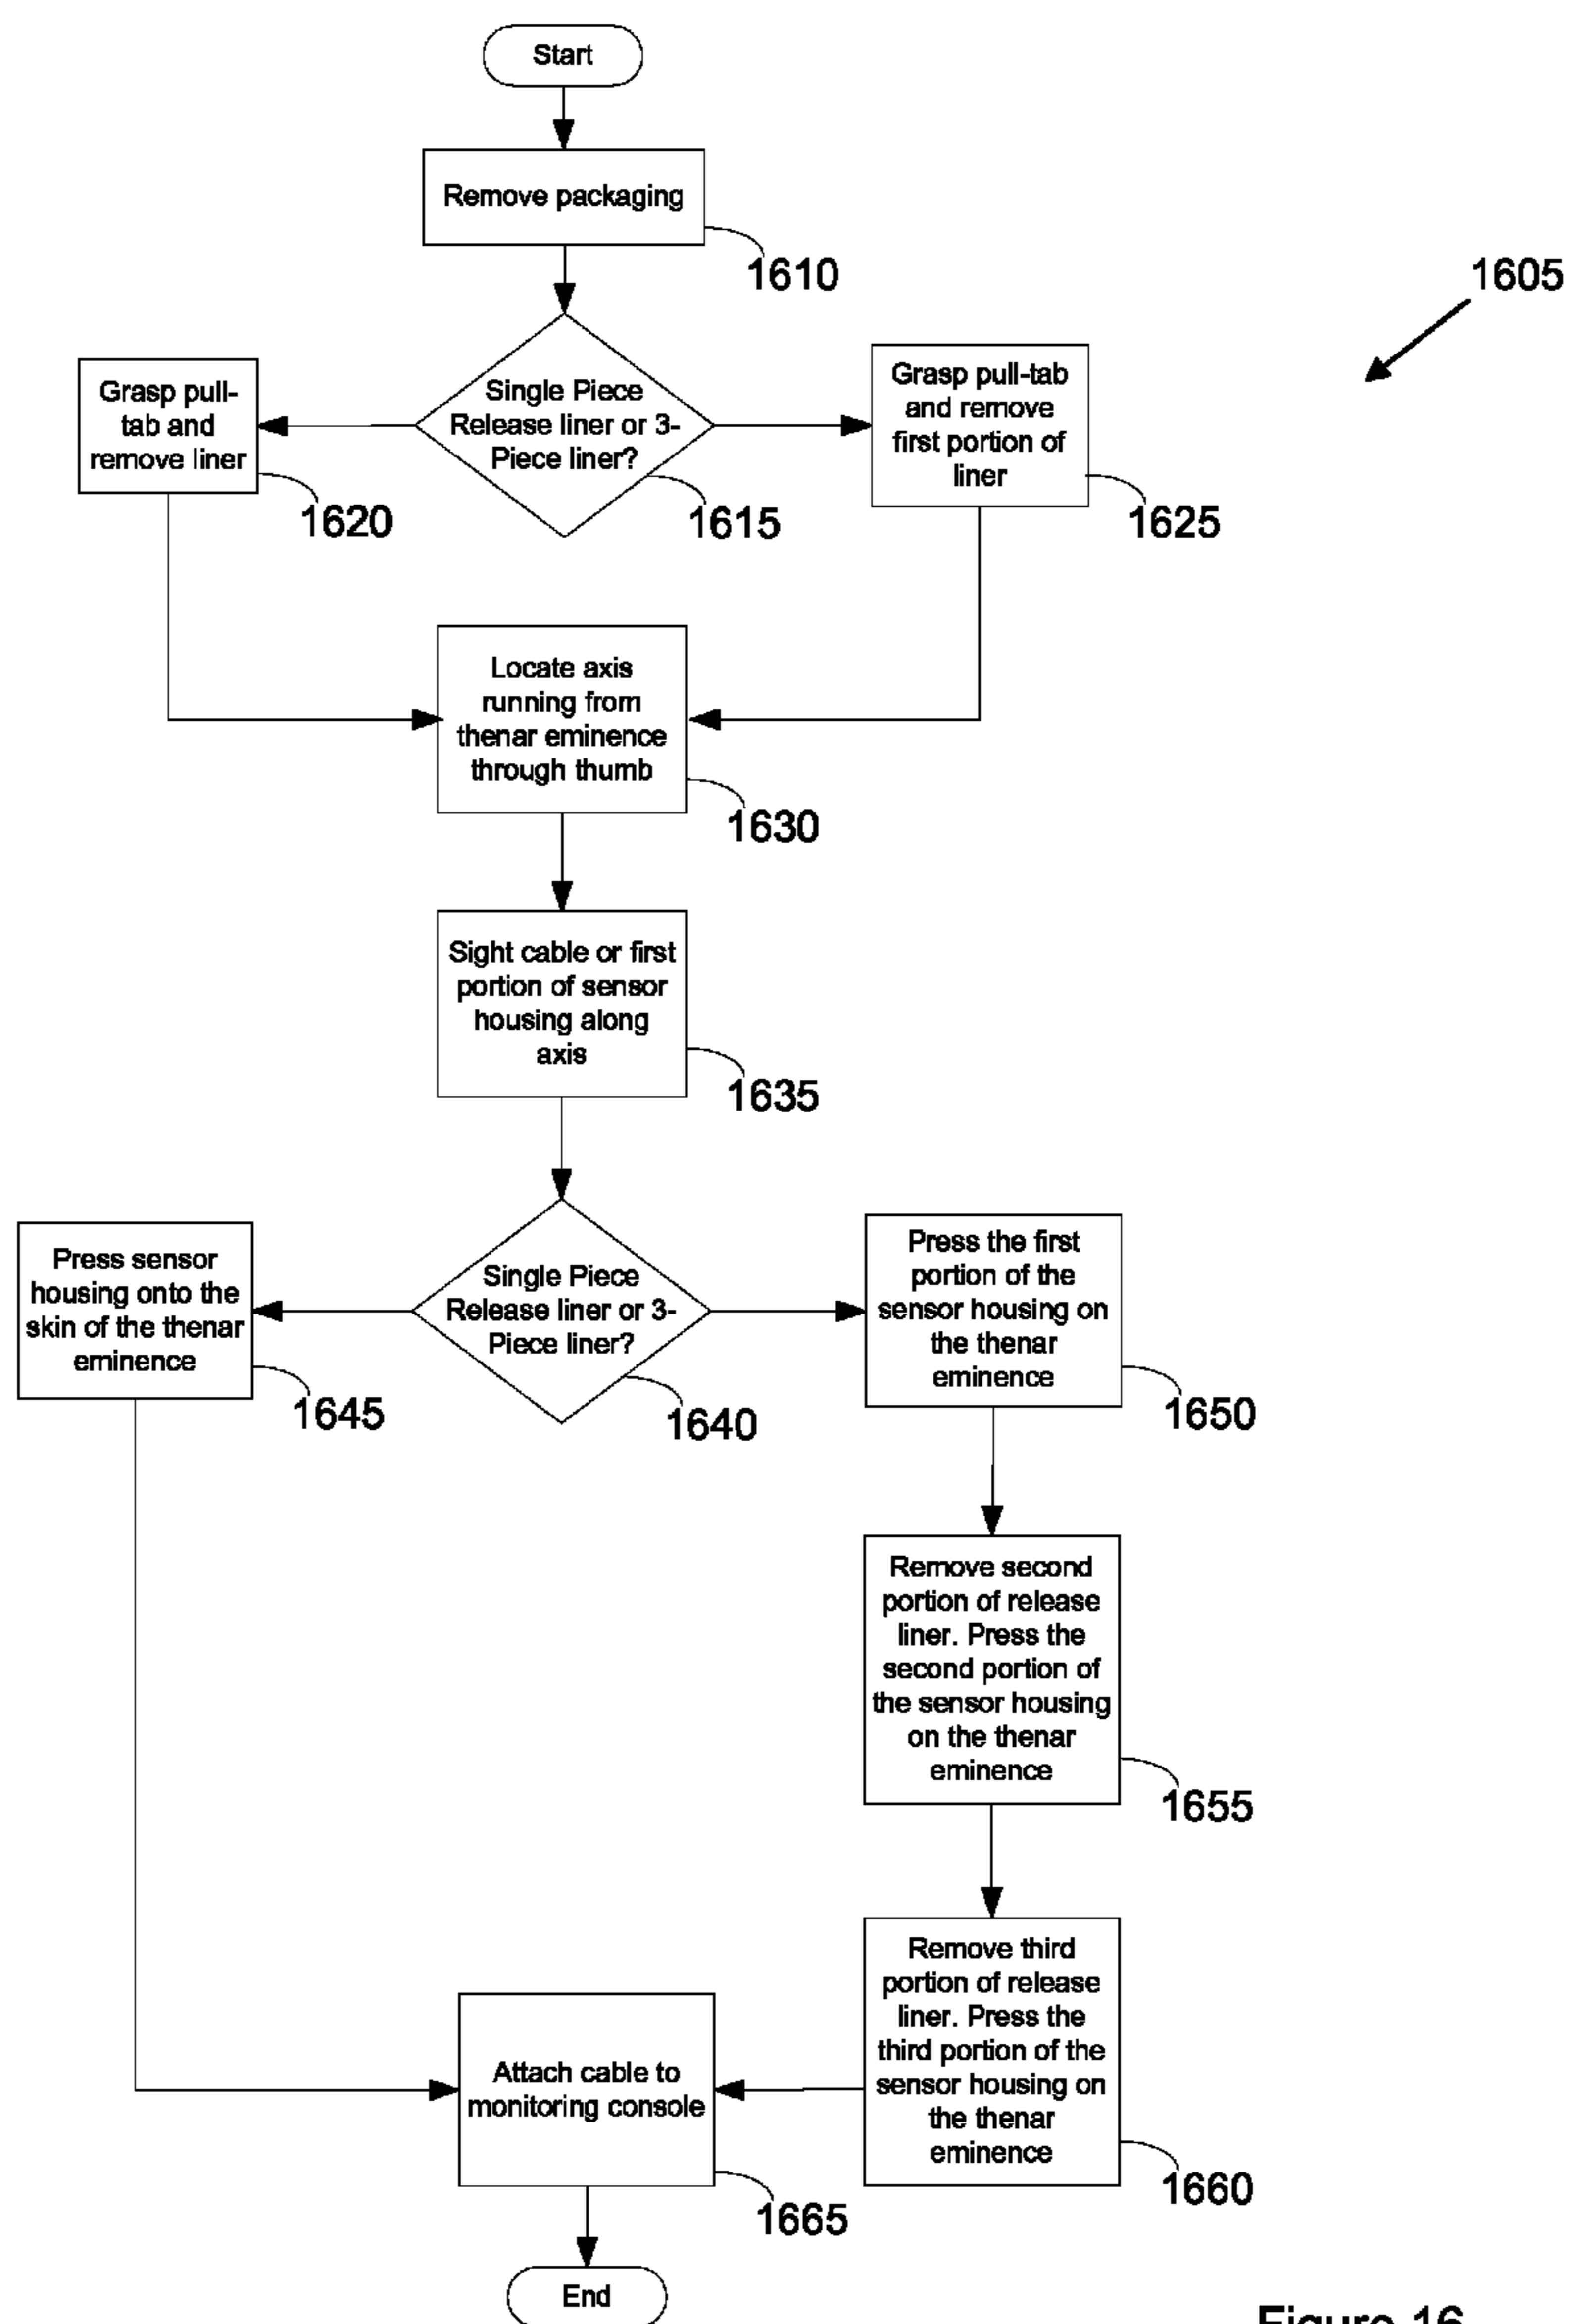 Start
Remove packaging
1610
1605
Single Piece
Release liner or 3-
Piece liner?
1615
Grasp pull-
tab and
remove liner
1620
Grasp pull-tab
and remove
first portion of
liner
1625
Locate axis
running from
thenar eminence
through thumb
1630
Sight cable or first
portion of sensor
housing along
axis
1635
Single Piece
Release liner or 3-
Piece liner?
1640
Press sensor
housing onto the
skin of the thenar
eminence
1645
Press the first
portion of the
sensor housing on
the thenar
eminence
1650
Remove second
portion of release
liner. Press the
second portion of
the sensor housing
on the thenar
eminence
1655
Remove third
portion of release
liner. Press the
third portion of the
sensor housing on
the thenar
eminence
1660
Attach cable to
monitoring console
1665
End
Figure 16